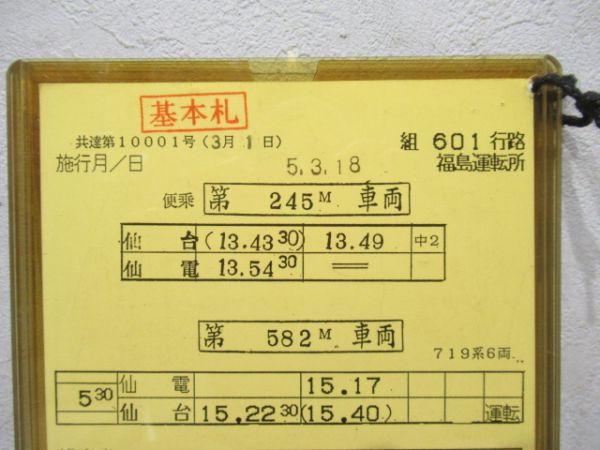 基本札
共達第10001号(3月1日)
組 601行路
施行月/日 5.3.18 福島運転所
便乗 第 245M 車両
仙台 (13.43 30) 13.49 中2
仙電 13.54 30 ＝
第 582M 車両
719系6両
5 30 仙電 15.17
仙台 15.22 30 (15.40) 運転